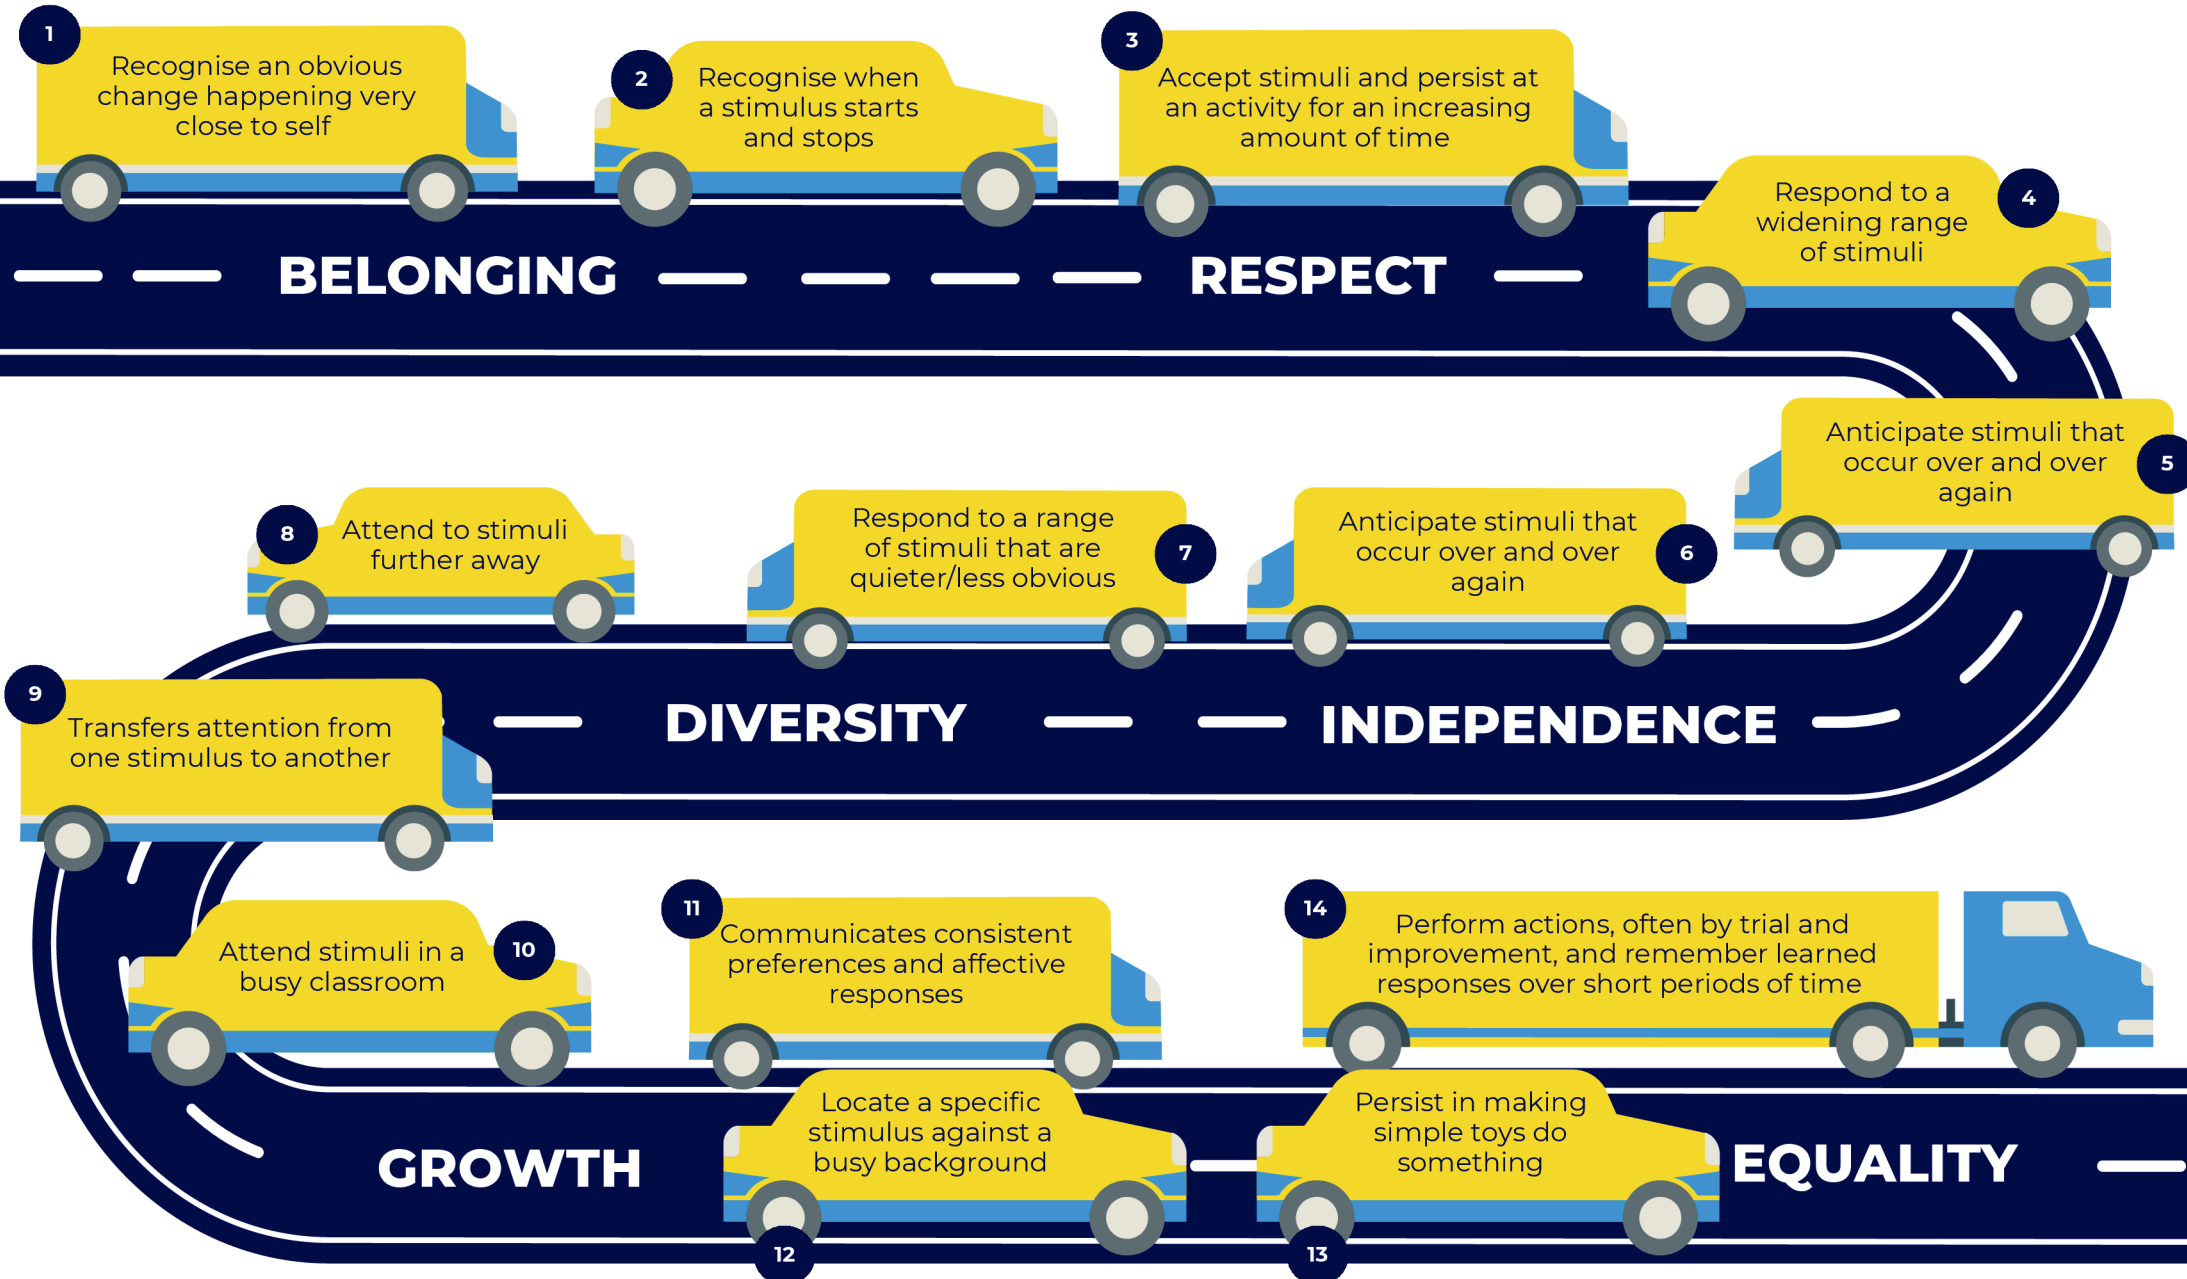 1
Recognise an obvious
change happening very
close to self
2
Recognise when
a stimulus starts
and stops
3
Accept stimuli and persist at
an activity for an increasing
amount of time
4
Respond to a
widening range
of stimuli
BELONGING
RESPECT
5
Anticipate stimuli that
occur over and over
again
6
Anticipate stimuli that
occur over and over
again
7
Respond to a range
of stimuli that are
quieter/less obvious
8
Attend to stimuli
further away
INDEPENDENCE
DIVERSITY
9
Transfers attention from
one stimulus to another
10
Attend stimuli in a
busy classroom
11
Communicates consistent
preferences and affective
responses
GROWTH
12
Locate a specific
stimulus against a
busy background
13
Persist in making
simple toys do
something
14
Perform actions, often by trial and
improvement, and remember learned
responses over short periods of time
EQUALITY